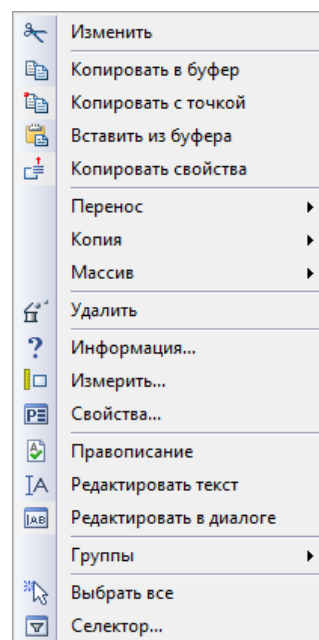 Изменить
Копировать в буфер
Копировать с точкой
Вставить из буфера
Копировать свойства
Перенос
Копия
Массив
Удалить
Информация...
Измерить...
Свойства...
Правописание
Редактировать текст
Редактировать в диалоге
Группы
Выбрать все
Селектор...